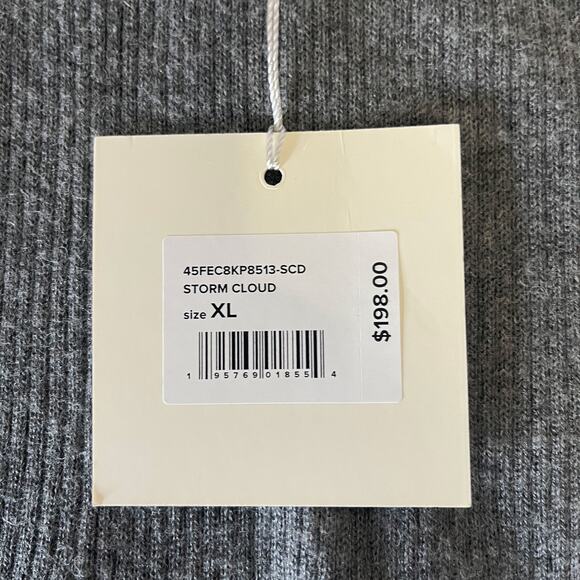 45FEC8KP8513-SCD
STORM CLOUD
size XL
$198.00
1 95769 01855 4